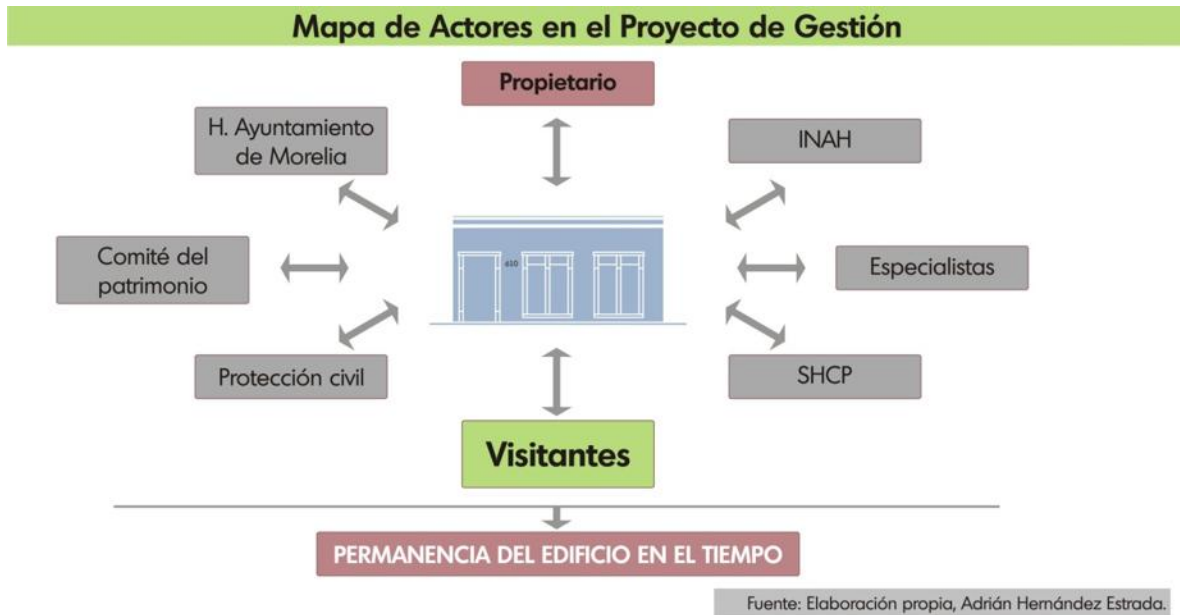 Mapa de Actores en el Proyecto de Gestión
Propietario
H. Ayuntamiento
de Morelia
INAH
Comité del
patrimonio
610
Especialistas
Protección civil
SHCP
Visitantes
PERMANENCIA DEL EDIFICIO EN EL TIEMPO
Fuente: Elaboración propia, Adrián Hernández Estrada.